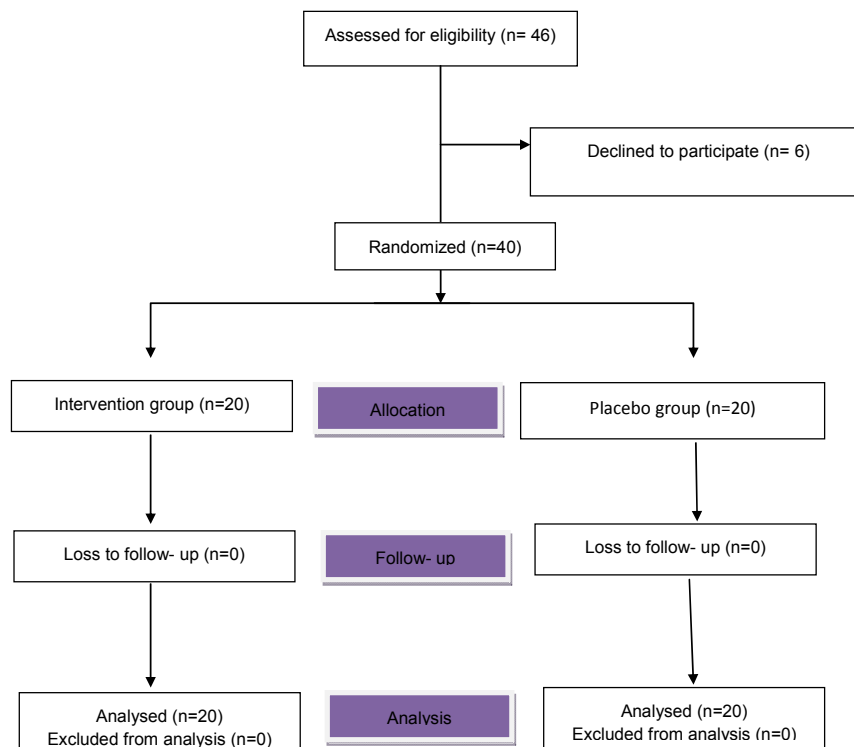 Assessed for eligibility (n= 46)
Declined to participate (n= 6)
Randomized (n=40)
Intervention group (n=20)
Allocation
Placebo group (n=20)
Loss to follow- up (n=0)
Follow- up
Loss to follow- up (n=0)
Analysed (n=20)
Excluded from analysis (n=0)
Analysis
Analysed (n=20)
Excluded from analysis (n=0)